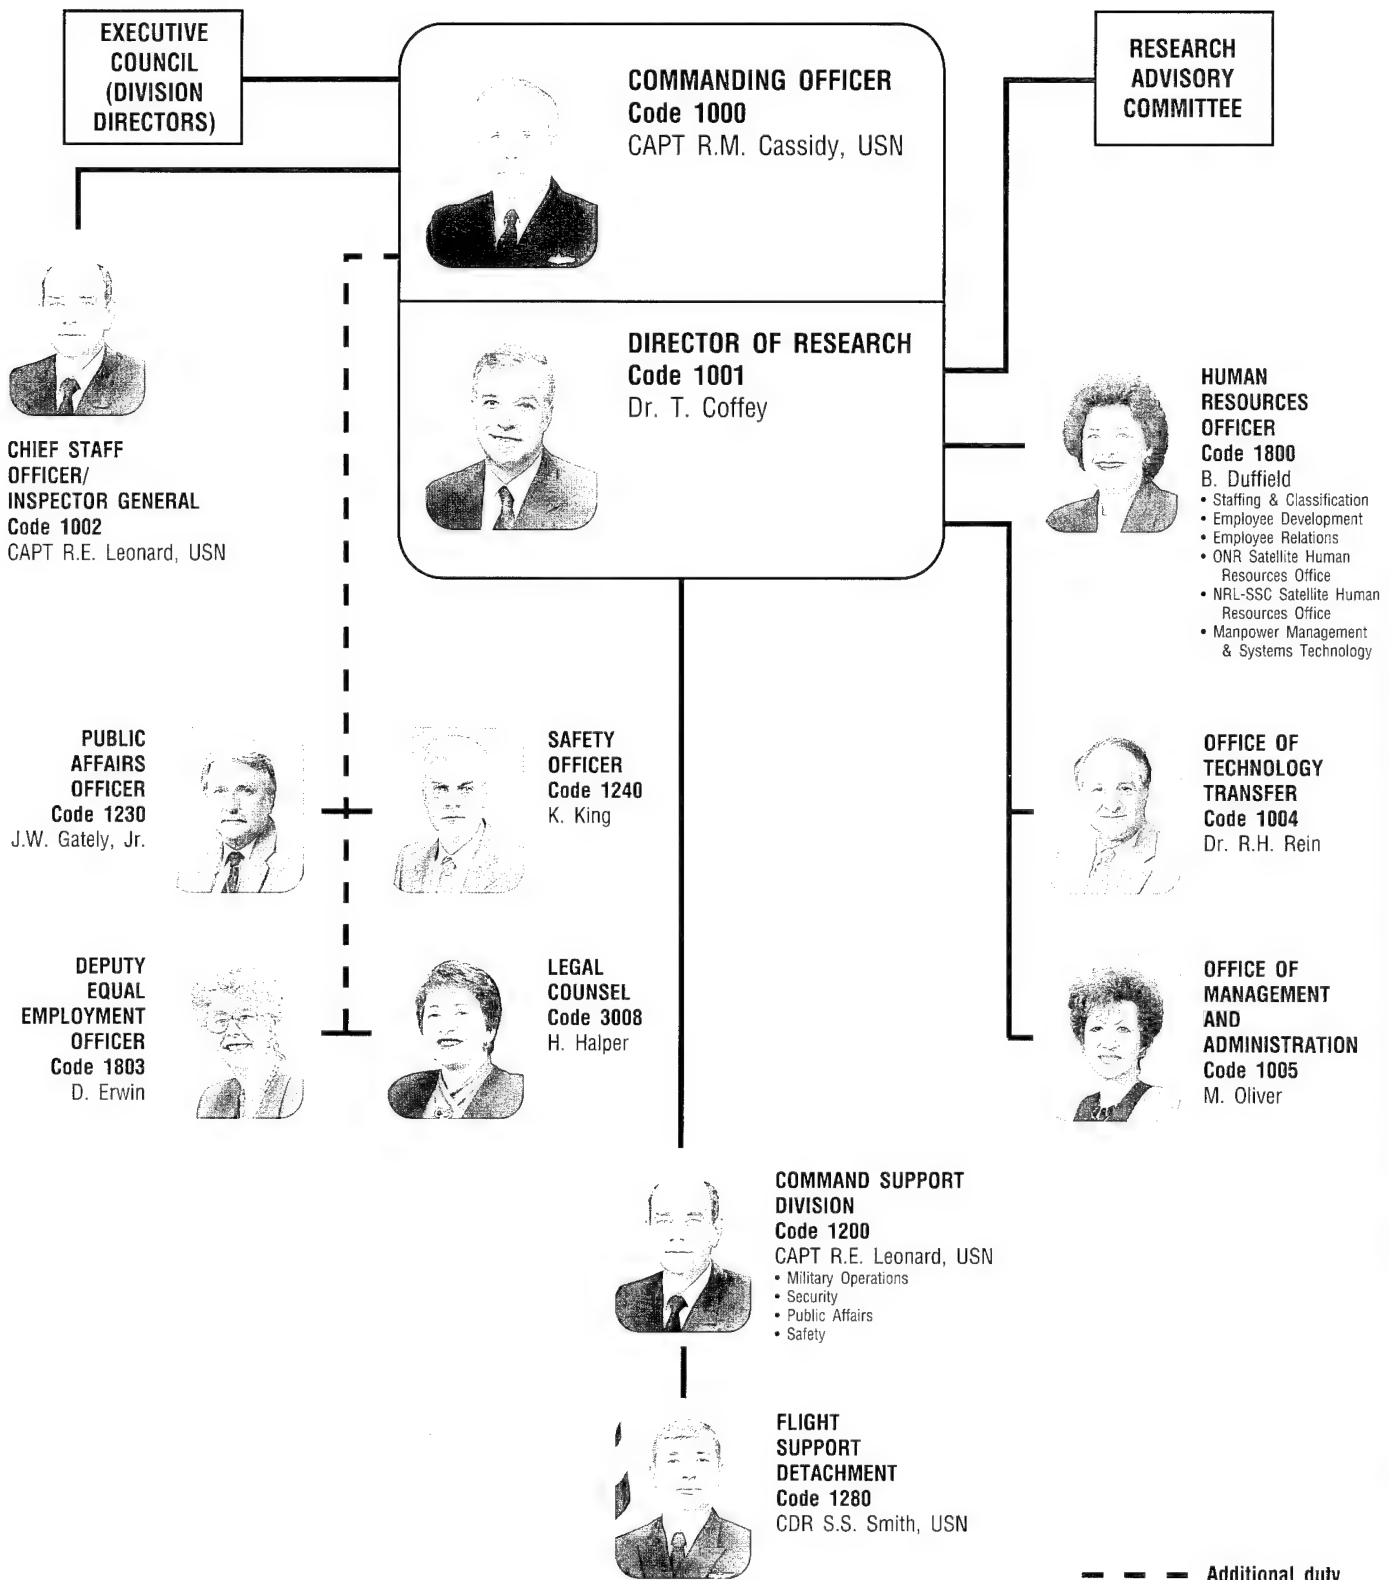 EXECUTIVE
COUNCIL
(DIVISION
DIRECTORS)
COMMANDING OFFICER
Code 1000
CAPT R.M. Cassidy, USN
RESEARCH
ADVISORY
COMMITTEE
DIRECTOR OF RESEARCH
Code 1001
Dr. T. Coffey
CHIEF STAFF
OFFICER/
INSPECTOR GENERAL
Code 1002
CAPT R.E. Leonard, USN
HUMAN
RESOURCES
OFFICER
Code 1800
B. Duffield
• Staffing & Classification
• Employee Development
• Employee Relations
• ONR Satellite Human
Resources Office
• NRL-SSC Satellite Human
Resources Office
• Manpower Management
& Systems Technology
PUBLIC
AFFAIRS
OFFICER
Code 1230
J.W. Gately, Jr.
SAFETY
OFFICER
Code 1240
K. King
OFFICE OF
TECHNOLOGY
TRANSFER
Code 1004
Dr. R.H. Rein
DEPUTY
EQUAL
EMPLOYMENT
OFFICER
Code 1803
D. Erwin
LEGAL
COUNSEL
Code 3008
H. Halper
OFFICE OF
MANAGEMENT
AND
ADMINISTRATION
Code 1005
M. Oliver
COMMAND SUPPORT
DIVISION
Code 1200
CAPT R.E. Leonard, USN
• Military Operations
• Security
• Public Affairs
• Safety
FLIGHT
SUPPORT
DETACHMENT
Code 1280
CDR S.S. Smith, USN
Additional duty